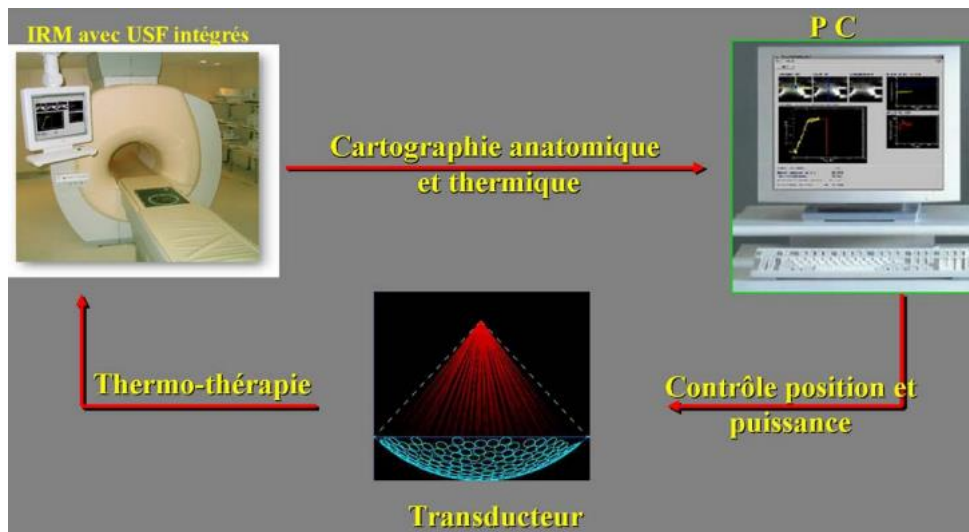 IRM avec USF intégrés
P C
Cartographie anatomique
et thermique
Thermo-thérapie
Contrôle position et
puissance
Transducteur